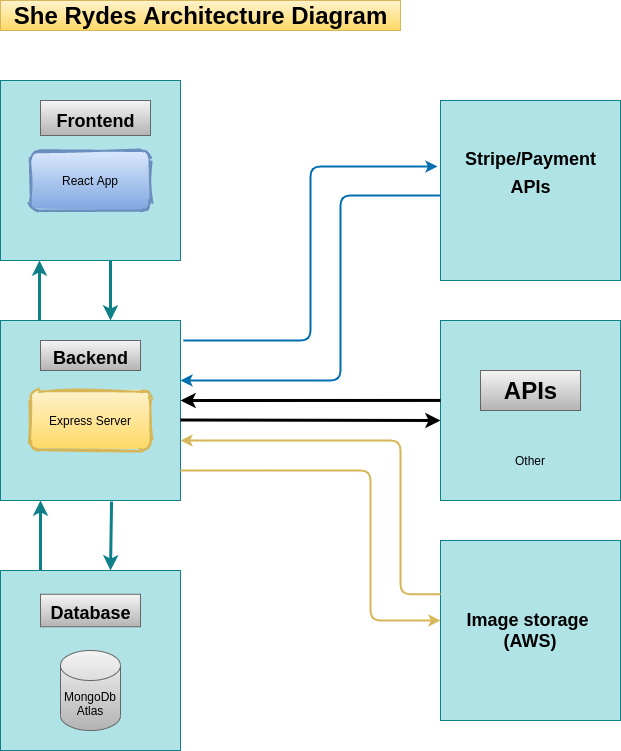 She Rydes Architecture Diagram
Frontend
React App
Stripe/Payment
APIs
Backend
Express Server
APIs
Other
Database
MongoDb
Atlas
Image storage
(AWS)